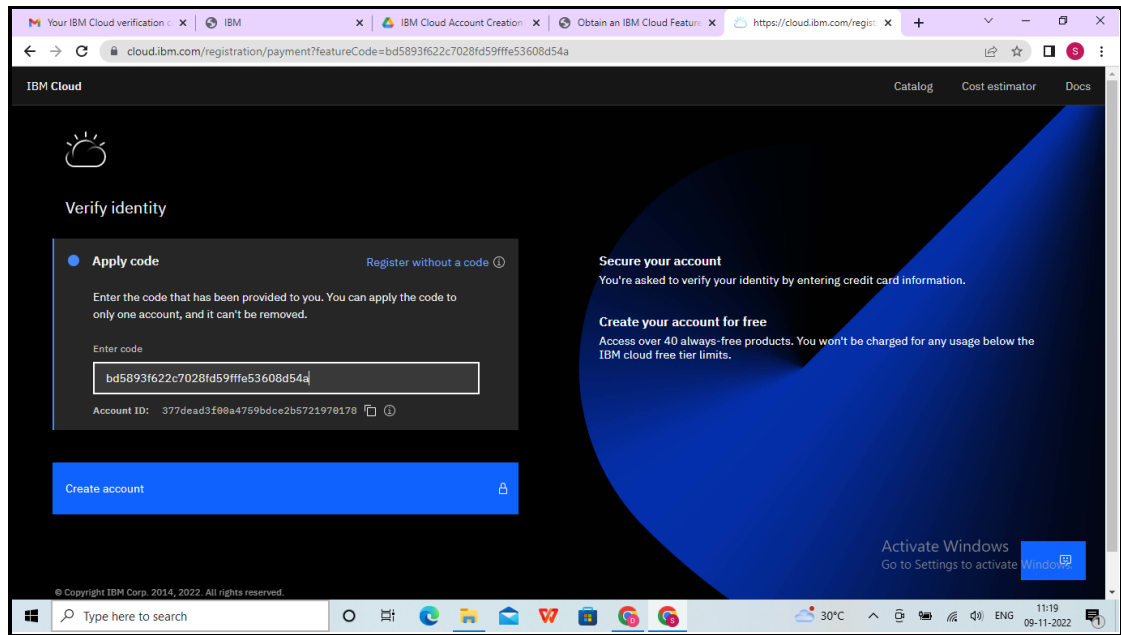 Your IBM Cloud verification c
IBM
IBM Cloud Account Creation
Obtain an IBM Cloud Feature
https://cloud.ibm.com/regist
cloud.ibm.com/registration/payment?featureCode=bd5893f622c7028fd59fffe53608d54a
S
IBM Cloud
Catalog
Cost estimator
Docs
Verify identity
Apply code
Register without a code
Enter the code that has been provided to you. You can apply the code to
only one account, and it can't be removed.
Enter code
bd5893f622c7028fd59fffe53608d54a
Account ID: 377dead3f00a4759bdce2b5721970178
Create account
Secure your account
You're asked to verify your identity by entering credit card information.
Create your account for free
Access over 40 always-free products. You won't be charged for any usage below the
IBM cloud free tier limits.
Activate Windows
Go to Settings to activate Windows.
© Copyright IBM Corp. 2014, 2022. All rights reserved.
Type here to search
30°C
ENG
11:19
09-11-2022
1